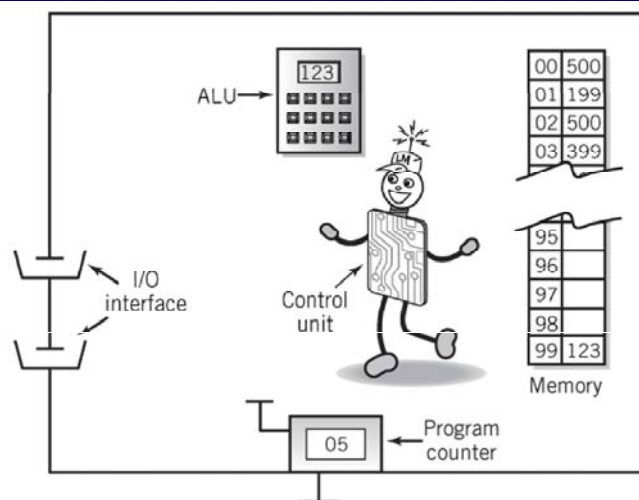 ALU
123
00 500
01 199
02 500
03 399
LM
95
96
97
98
99 123
Memory
I/O
interface
Control
unit
05
Program
counter